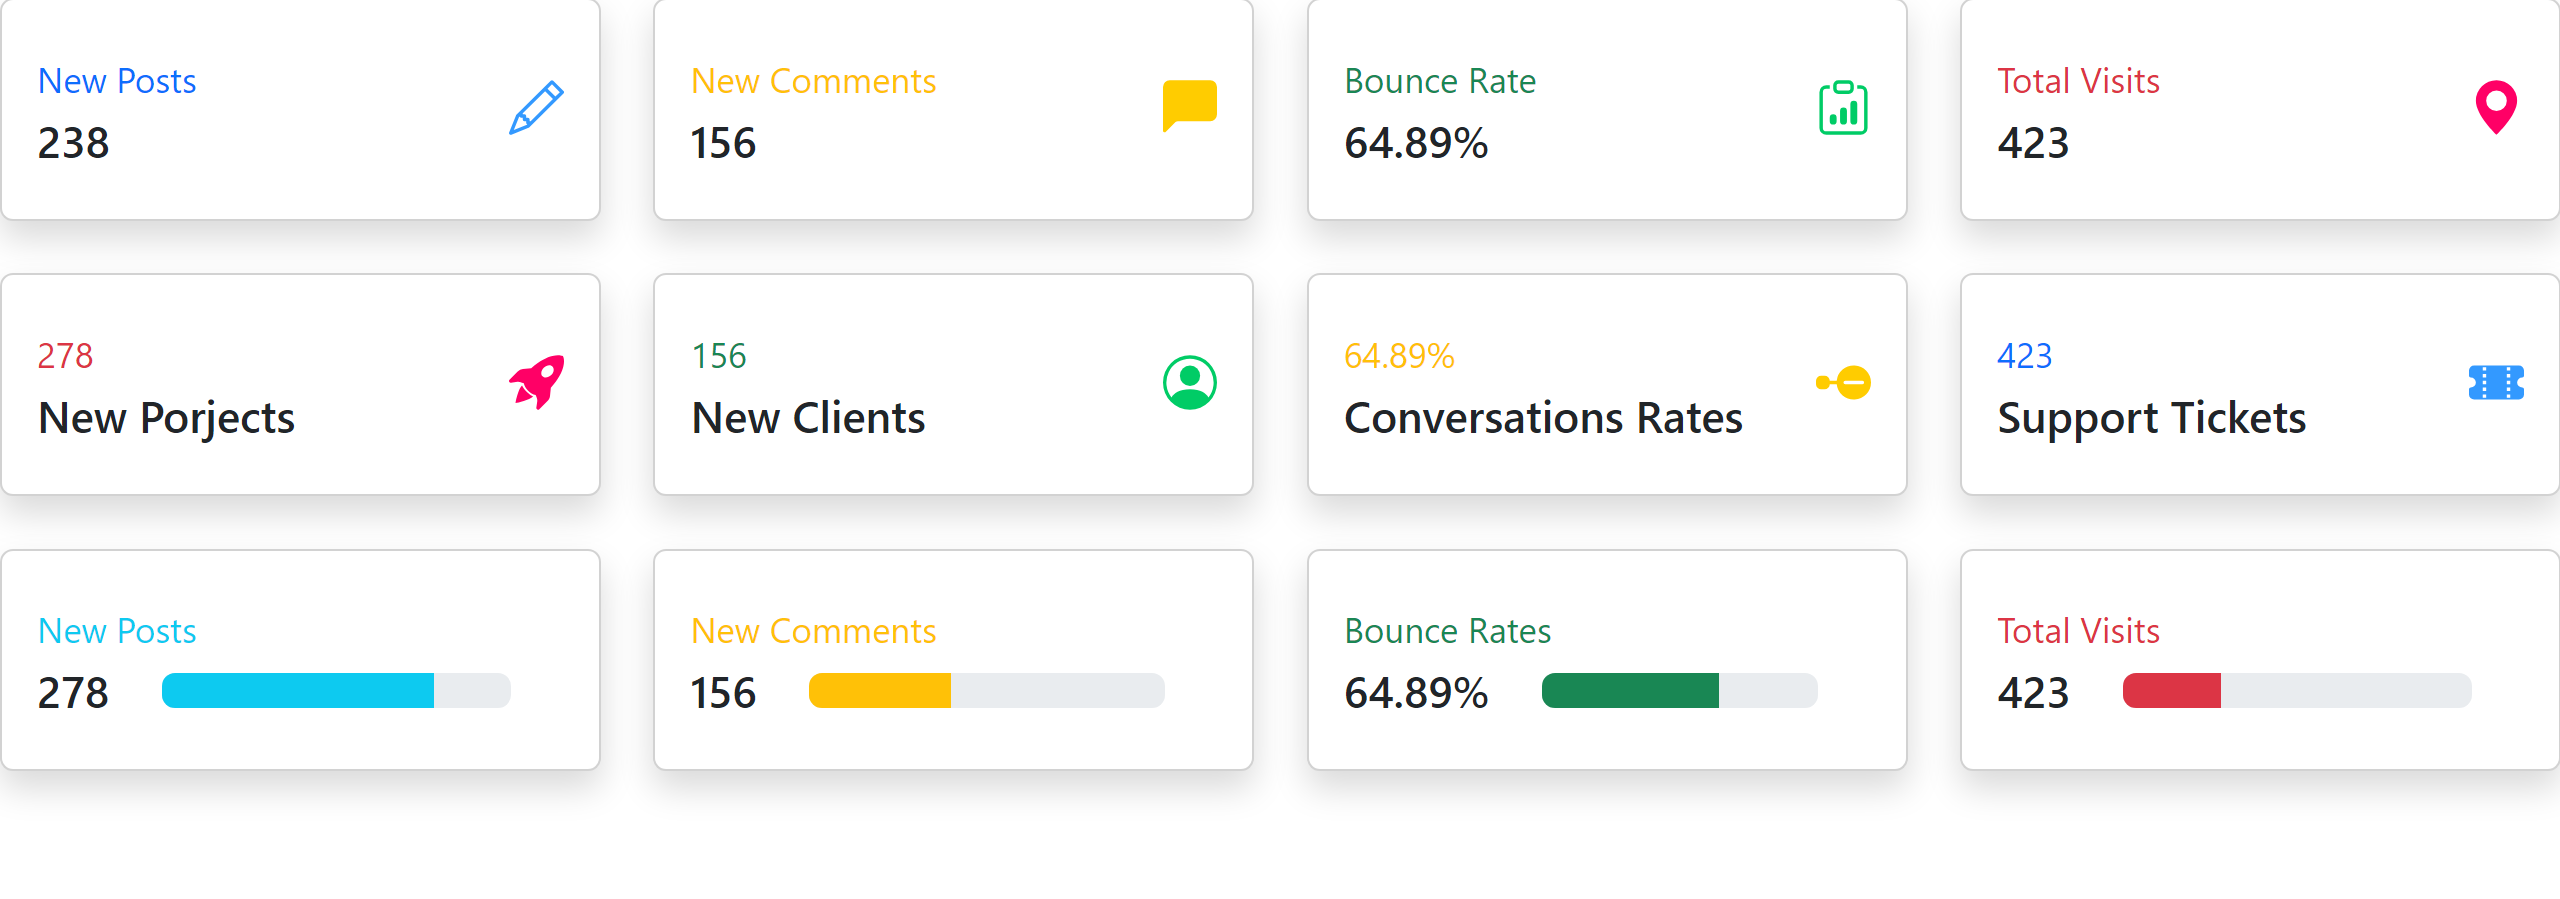 New Posts
238
New Comments
156
Bounce Rate
64.89%
Total Visits
423
278
New Porjects
156
New Clients
64.89%
Conversations Rates
423
Support Tickets
New Posts
278
New Comments
156
Bounce Rates
64.89%
Total Visits
423